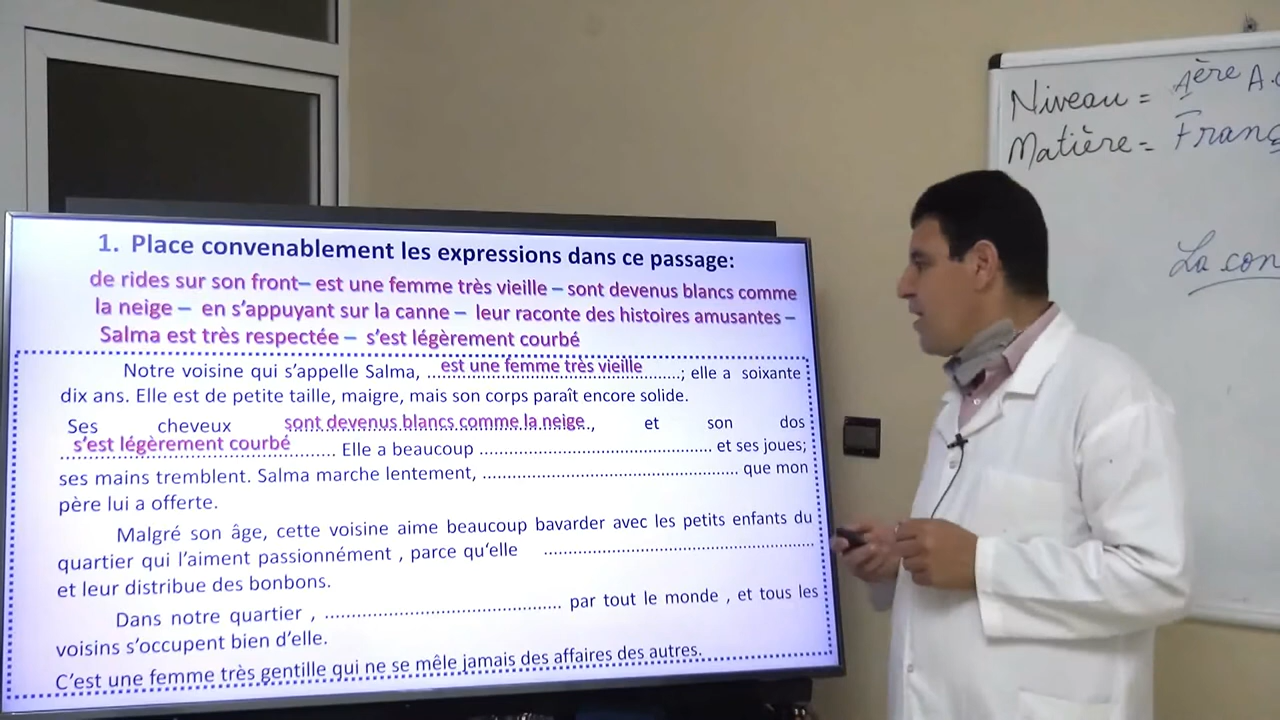 1. Place convenablement les expressions dans ce passage:
de rides sur son front– est une femme très vieille – sont devenus blancs comme
la neige – en s'appuyant sur la canne – leur raconte des histoires amusantes –
Salma est très respectée – s'est légèrement courbé
Notre voisine qui s'appelle Salma, ...est une femme très vieille......; elle a soixante
dix ans. Elle est de petite taille, maigre, mais son corps paraît encore solide.
Ses cheveux sont devenus blancs comme la neige., et son dos
s'est légèrement courbé ....... Elle a beaucoup ........................................ et ses joues;
ses mains tremblent. Salma marche lentement, ............................................ que mon
père lui a offerte.
Malgré son âge, cette voisine aime beaucoup bavarder avec les petits enfants du
quartier qui l'aiment passionnément , parce qu'elle ................................................
et leur distribue des bonbons.
Dans notre quartier , ......................................... par tout le monde , et tous les
voisins s'occupent bien d'elle.
C'est une femme très gentille qui ne se mêle jamais des affaires des autres.
Niveau = 1ère A.
Matière =
La